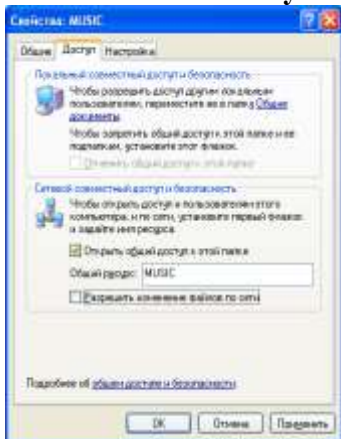 Свойства: MUSIC
Общие Доступ Настройка
Локальный совместный доступ и безопасность
Чтобы разрешить доступ другим локальным
пользователям, переместите ее в папку Общие
документы.
Чтобы запретить общий доступ к этой папке и ее
подпапкам, установите этот флажок.
Отменить общий доступ к этой папке
Сетевой совместный доступ и безопасность
Чтобы открыть доступ и пользователям этого
компьютера, и по сети, установите первый флажок
и задайте имя ресурса.
Открыть общий доступ к этой папке
Общий ресурс: MUSIC
Разрешить изменение файлов по сети
Подробнее об общем доступе и безопасности.
OK Отмена Применить